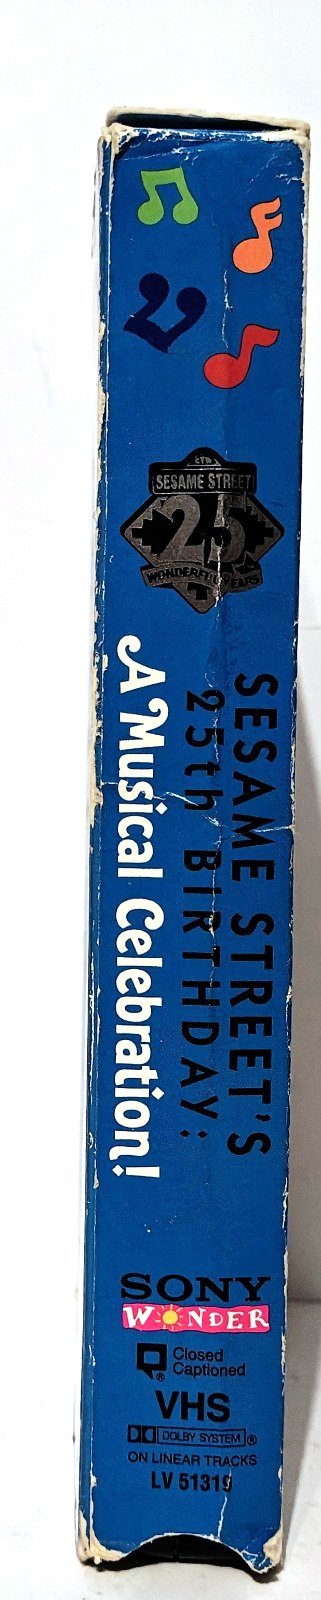 CTW
SESAME STREET
25
WONDERFUL YEARS
SESAME STREET'S
25th BIRTHDAY:
A Musical Celebration!
SONY
WONDER
Closed
Captioned
®
VHS
DOLBY SYSTEM ®
ON LINEAR TRACKS
LV 51319